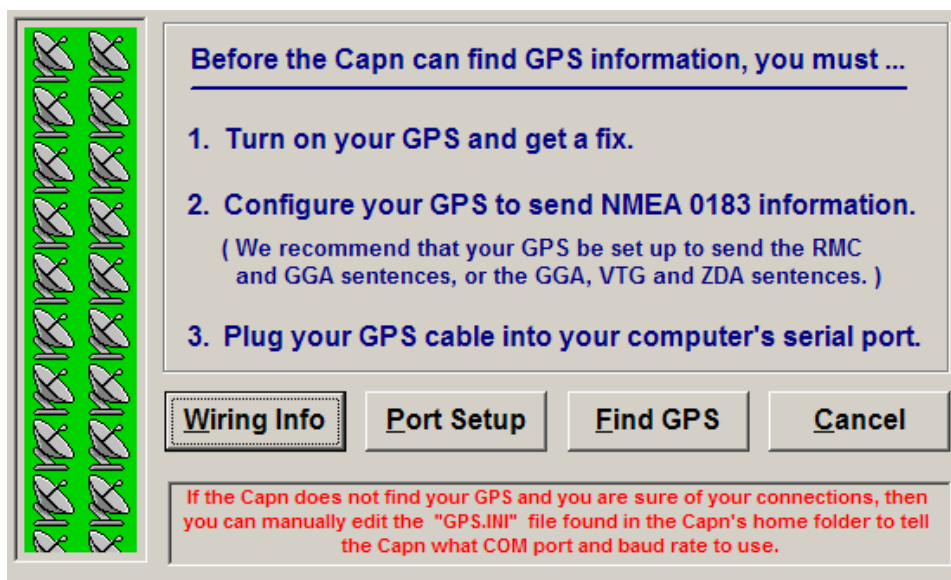 Before the Capn can find GPS information, you must ...
1. Turn on your GPS and get a fix.
2. Configure your GPS to send NMEA 0183 information.
( We recommend that your GPS be set up to send the RMC
and GGA sentences, or the GGA, VTG and ZDA sentences. )
3. Plug your GPS cable into your computer's serial port.
Wiring Info Port Setup Find GPS Cancel
If the Capn does not find your GPS and you are sure of your connections, then
you can manually edit the "GPS.INI" file found in the Capn's home folder to tell
the Capn what COM port and baud rate to use.